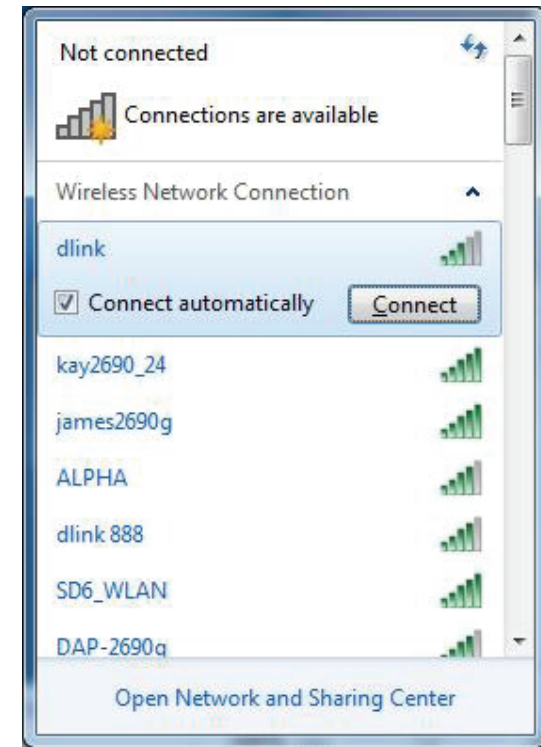 Not connected
Connections are available
Wireless Network Connection
dlink
Connect automatically Connect
kay2690_24
james2690g
ALPHA
dlink 888
SD6_WLAN
DAP-2690g
Open Network and Sharing Center